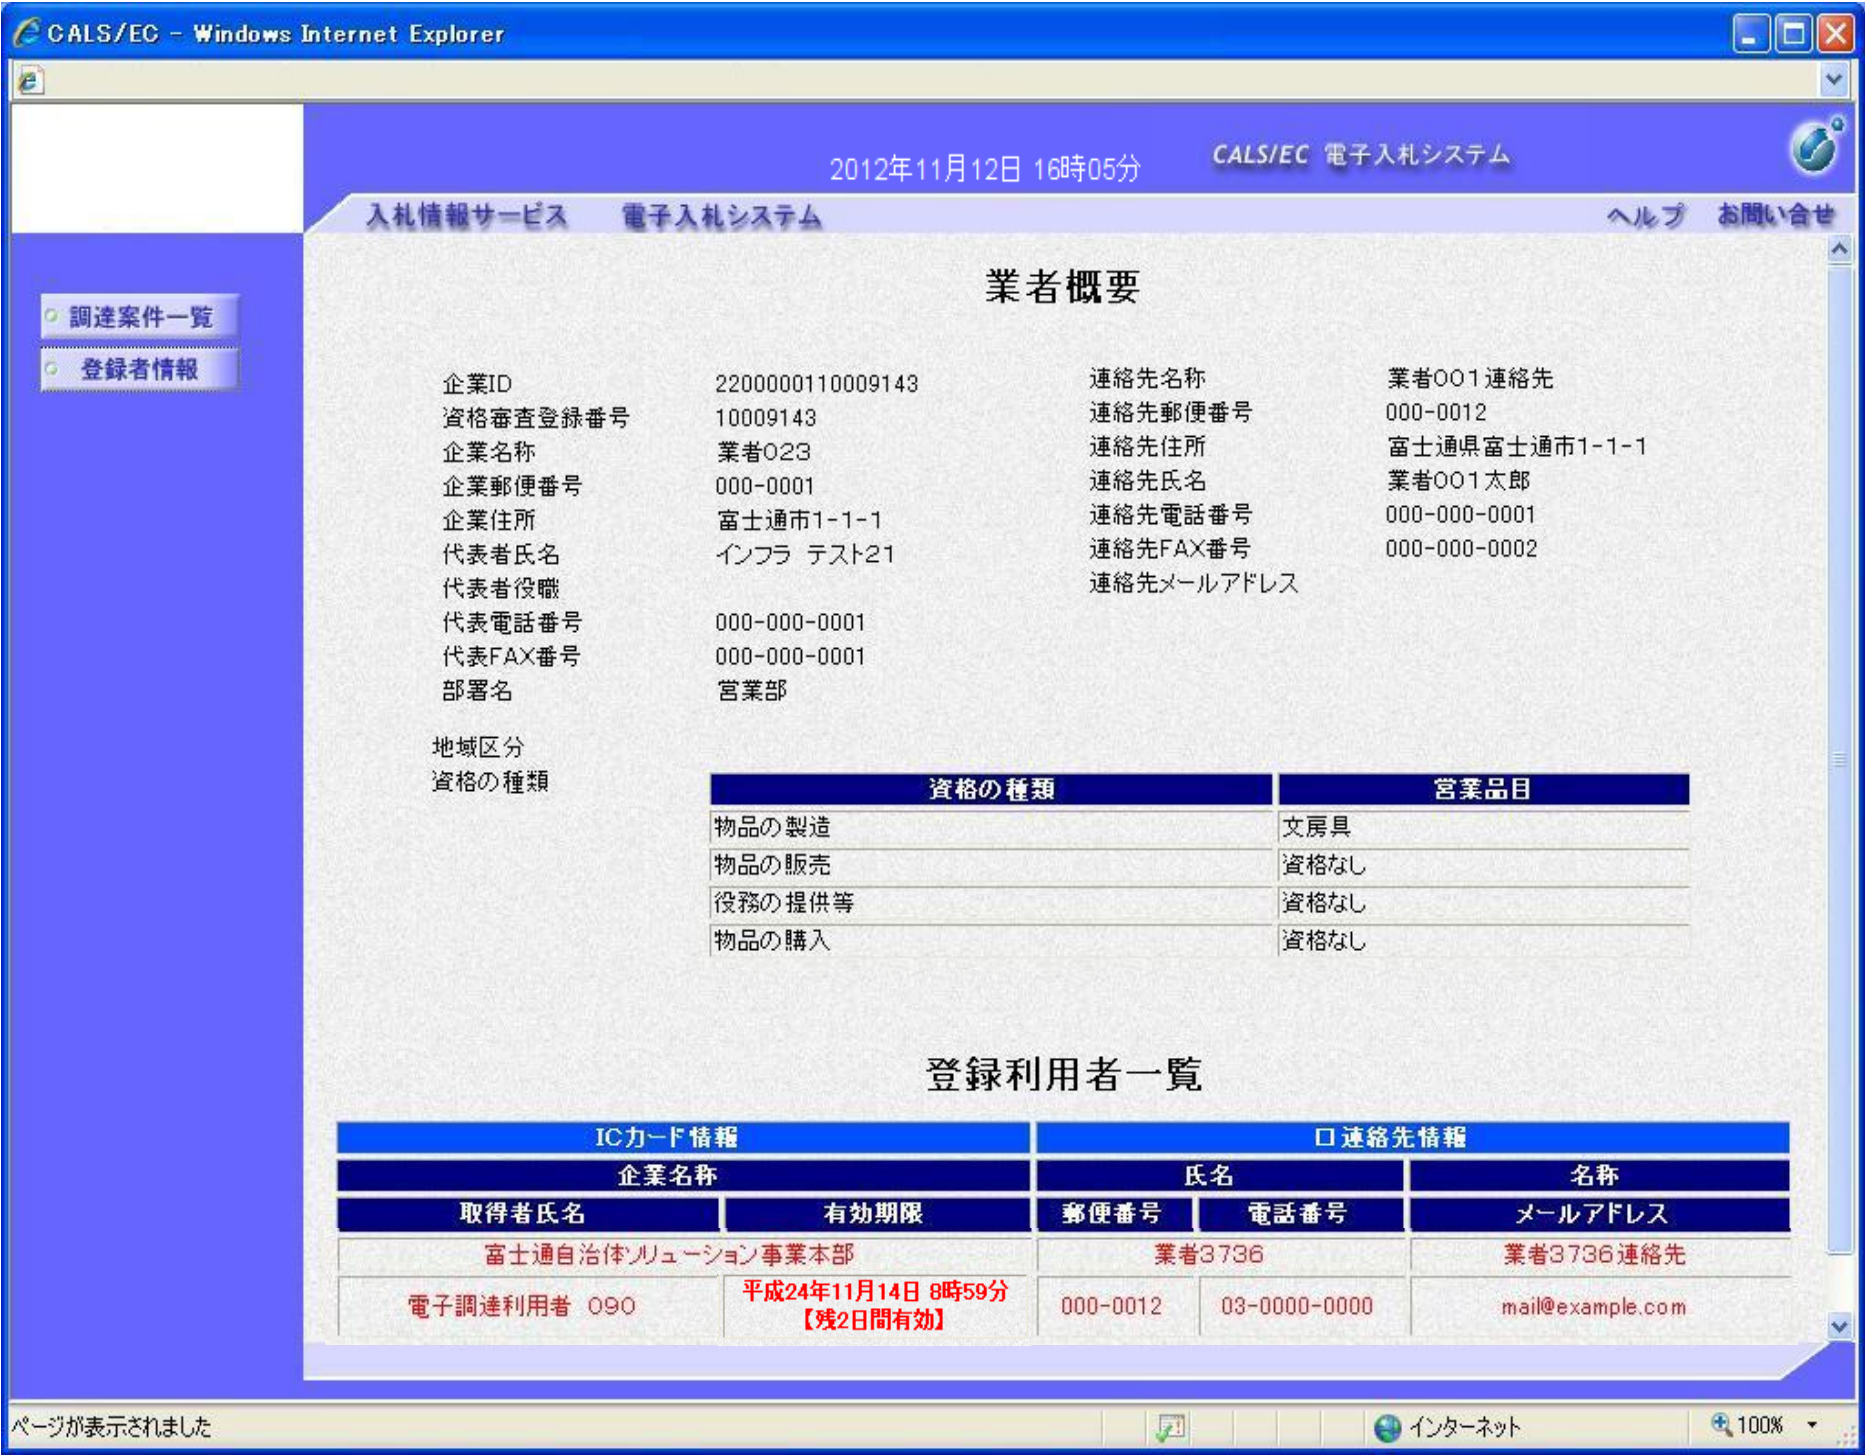 CALS/EC - Windows Internet Explorer
2012年11月12日 16時05分
CALS/EC 電子入札システム
入札情報サービス 電子入札システム ヘルプ お問い合せ
調達案件一覧
登録者情報
業者概要
企業ID 2200000110009143
資格審査登録番号 10009143
企業名称 業者023
企業郵便番号 000-0001
企業住所 富士通市1-1-1
代表者氏名 インフラ テスト21
代表者役職
代表電話番号 000-000-0001
代表FAX番号 000-000-0001
部署名 営業部
連絡先名称 業者001連絡先
連絡先郵便番号 000-0012
連絡先住所 富士通県富士通市1-1-1
連絡先氏名 業者001太郎
連絡先電話番号 000-000-0001
連絡先FAX番号 000-000-0002
連絡先メールアドレス
地域区分
資格の種類
資格の種類 営業品目
物品の製造 文房具
物品の販売 資格なし
役務の提供等 資格なし
物品の購入 資格なし
登録利用者一覧
ICカード情報 ロ連絡先情報
企業名称 氏名 名称
取得者氏名 有効期限 郵便番号 電話番号 メールアドレス
富士通自治体ソリューション事業本部 業者3736 業者3736連絡先
電子調達利用者 090 平成24年11月14日 8時59分 000-0012 03-0000-0000 mail@example.com
【残2日間有効】
ページが表示されました インターネット 100%